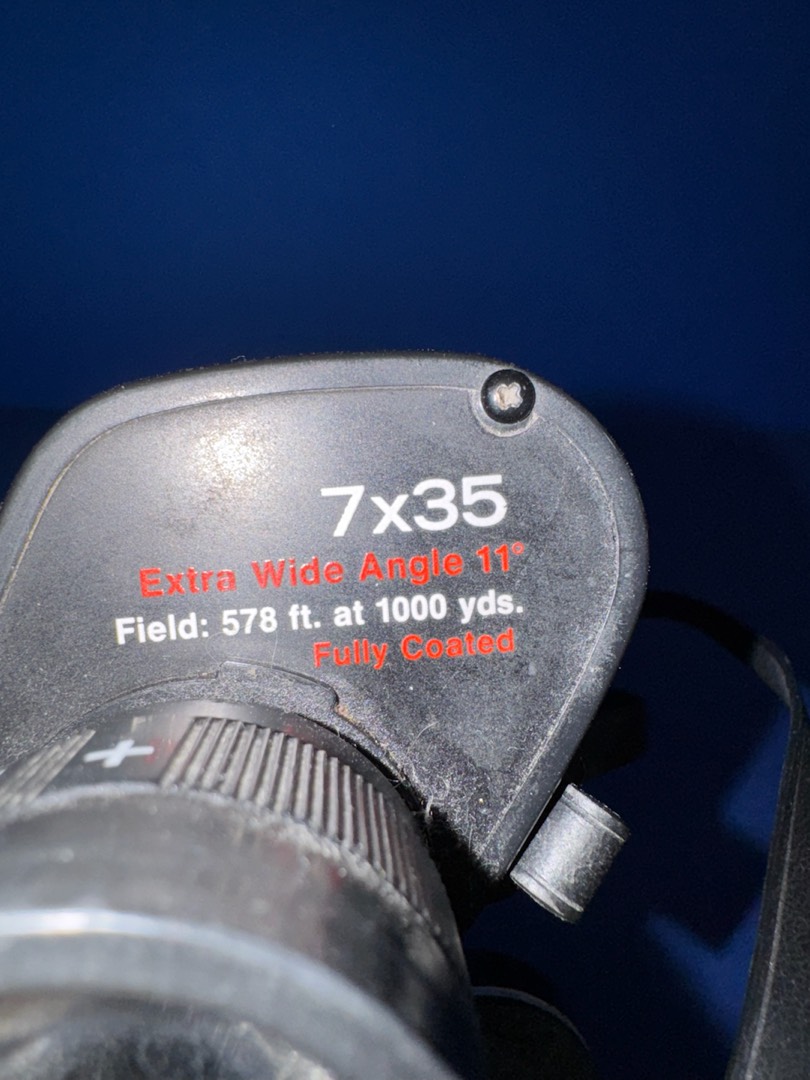 7x35
Extra Wide Angle 11°
Field: 578 ft. at 1000 yds.
Fully Coated
+